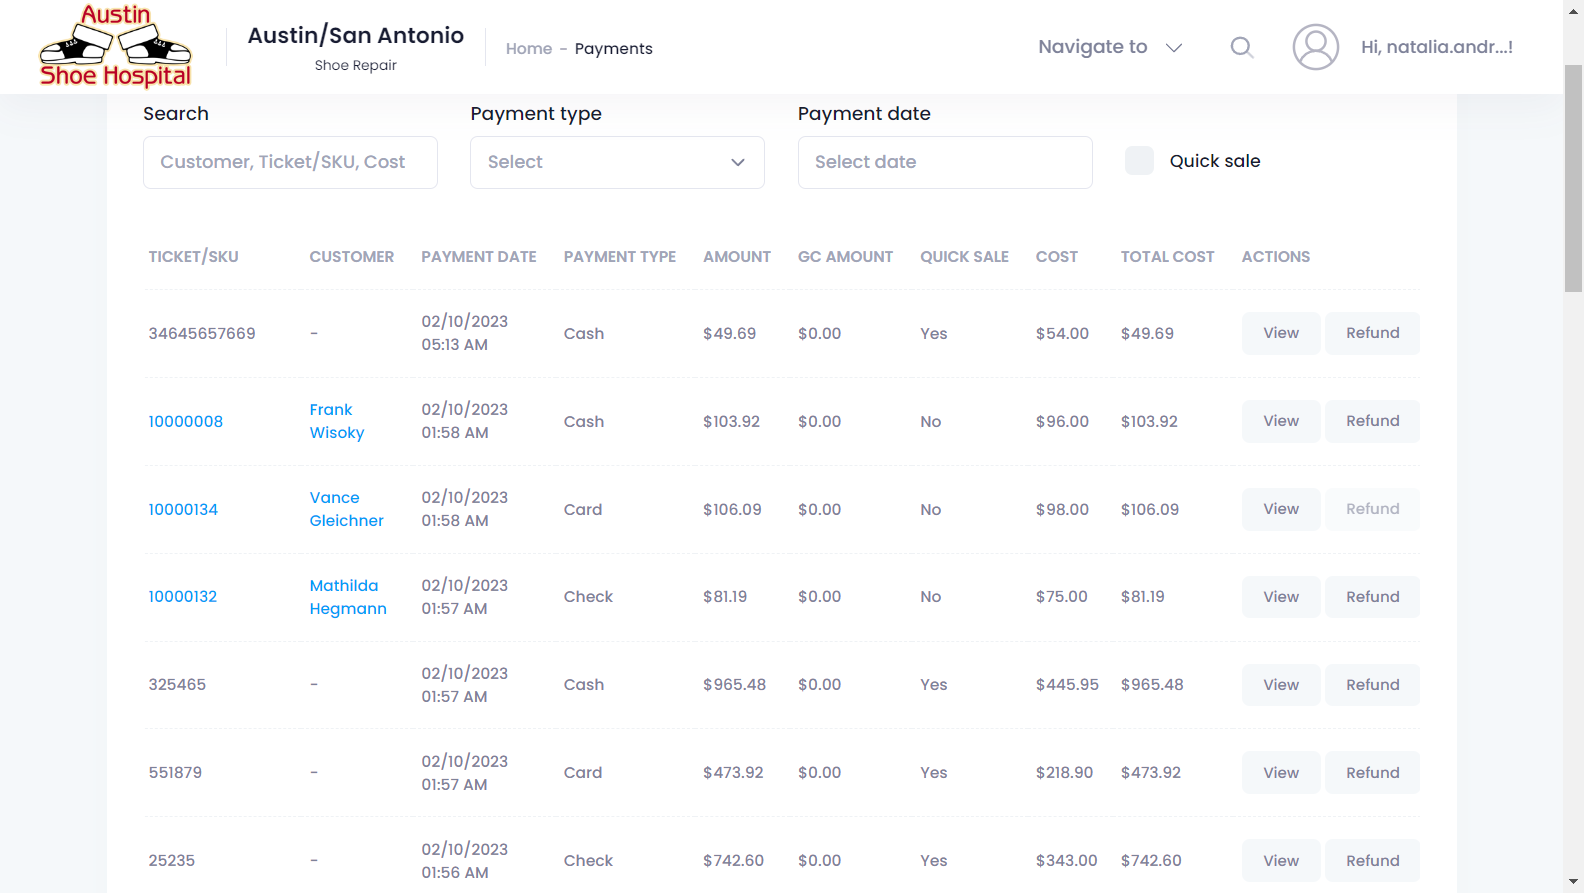 Austin
Shoe Hospital
Austin/San Antonio
Shoe Repair
Home - Payments
Navigate to
Hi, natalia.andr...!
Search
Payment type
Payment date
Customer, Ticket/SKU, Cost
Select
Select date
Quick sale
TICKET/SKU CUSTOMER PAYMENT DATE PAYMENT TYPE AMOUNT GC AMOUNT QUICK SALE COST TOTAL COST ACTIONS
34645657669 - 02/10/2023 05:13 AM Cash $49.69 $0.00 Yes $54.00 $49.69 View Refund
10000008 Frank Wisoky 02/10/2023 01:58 AM Cash $103.92 $0.00 No $96.00 $103.92 View Refund
10000134 Vance Gleichner 02/10/2023 01:58 AM Card $106.09 $0.00 No $98.00 $106.09 View Refund
10000132 Mathilda Hegmann 02/10/2023 01:57 AM Check $81.19 $0.00 No $75.00 $81.19 View Refund
325465 - 02/10/2023 01:57 AM Cash $965.48 $0.00 Yes $445.95 $965.48 View Refund
551879 - 02/10/2023 01:57 AM Card $473.92 $0.00 Yes $218.90 $473.92 View Refund
25235 - 02/10/2023 01:56 AM Check $742.60 $0.00 Yes $343.00 $742.60 View Refund